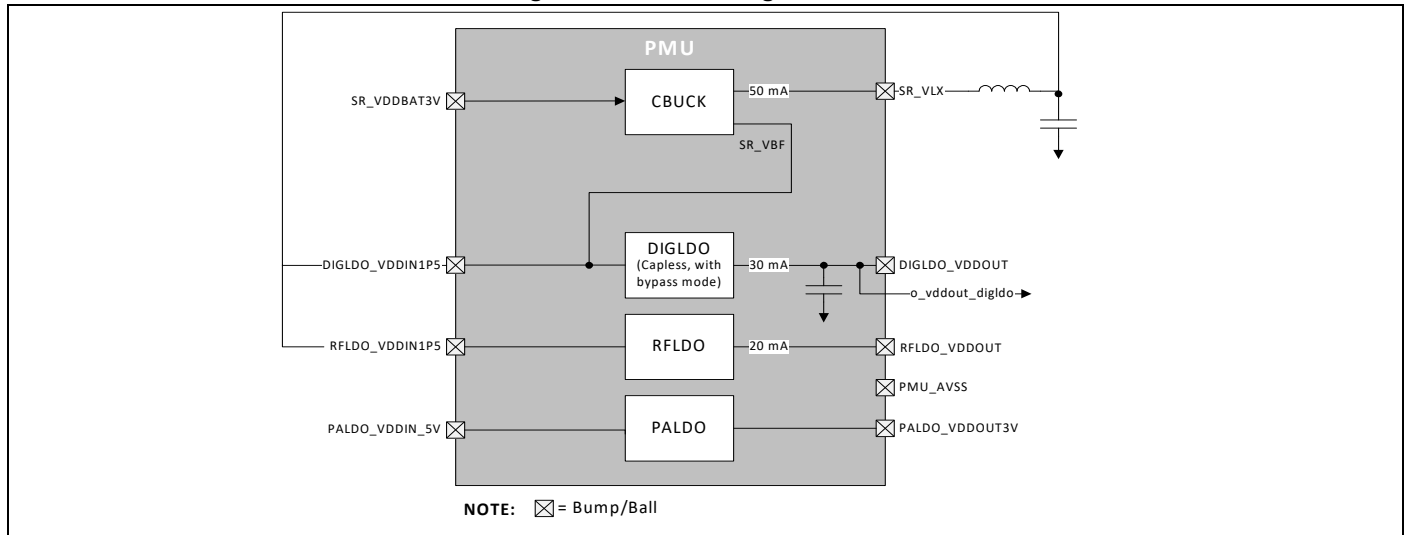 PMU
SR_VDDBAT3V
CBUCK
50 mA
SR_VLX
SR_VBF
DIGLDO_VDDIN1P5
DIGLDO
(Capless, with
bypass mode)
30 mA
DIGLDO_VDDOUT
o_vddout_digldo
RFLDO_VDDIN1P5
RFLDO
20 mA
RFLDO_VDDOUT
PMU_AVSS
PALDO_VDDIN_5V
PALDO
PALDO_VDDOUT3V
NOTE: = Bump/Ball